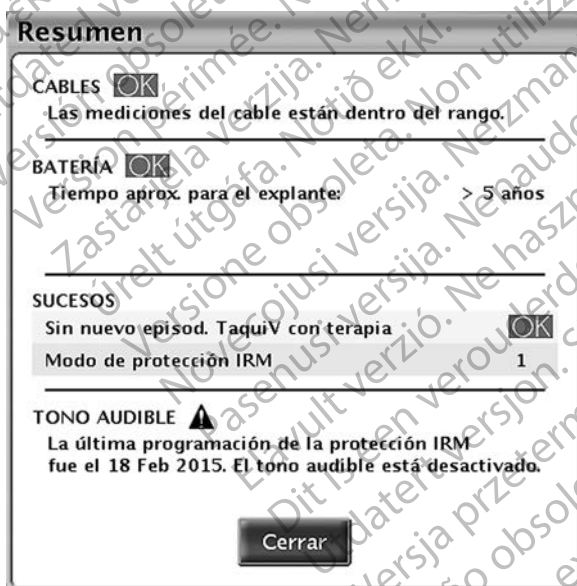 Resumen
CABLES OK
Las mediciones del cable están dentro del rango.
BATERÍA OK
Tiempo aprox. para el explante: > 5 años
SUCESOS
Sin nuevo episod. TaquiV con terapia OK
Modo de protección IRM 1
TONO AUDIBLE
La última programación de la protección IRM
fue el 18 Feb 2015. El tono audible está desactivado.
Cerrar